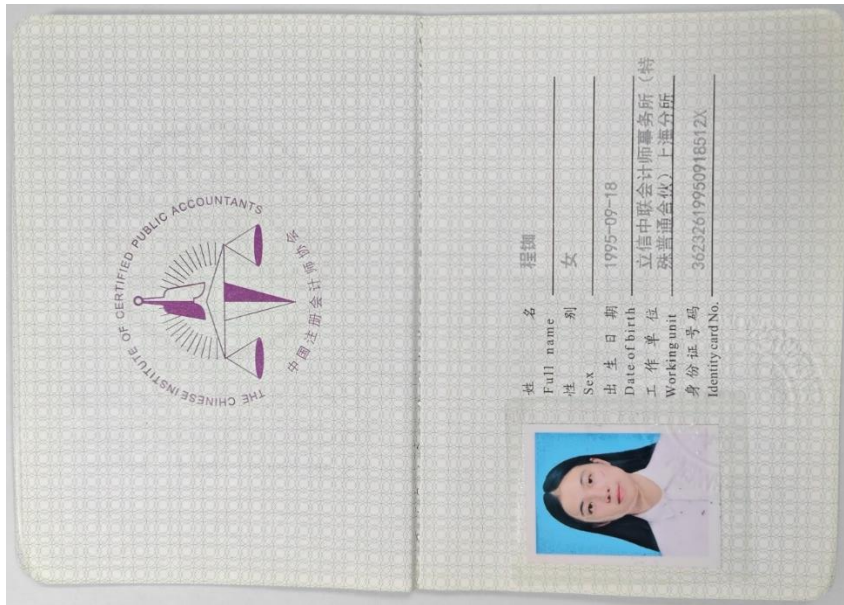 THE CHINESE INSTITUTE OF CERTIFIED PUBLIC ACCOUNTANTS
中国注册会计师协会
姓 名
Full name
性 别
女
Sex
出 生 日 期
1995-09-18
Date of birth
工 作 单 位
立信中联会计师事务所（特
殊普通合伙）上海分所
Working unit
身 份 证 号 码
36232619950918512X
Identity card No.